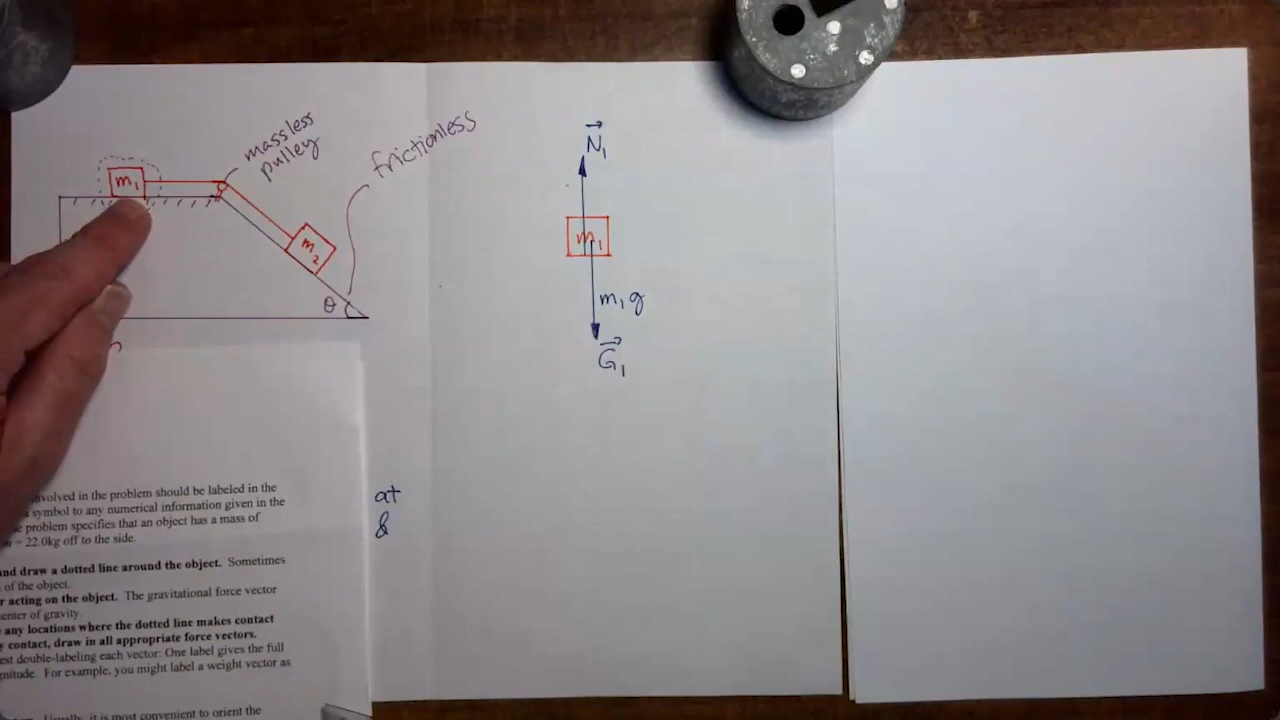 massless
pulley
frictionless
m₁
m₂
θ
N⃗₁
m₁
m₁g
G⃗₁
at
&
involved in the problem should be labeled in the
a symbol to any numerical information given in the
problem specifies that an object has a mass of
= 22.0kg off to the side.
and draw a dotted line around the object. Sometimes
of the object.
acting on the object. The gravitational force vector
center of gravity.
any locations where the dotted line makes contact
contact, draw in all appropriate force vectors.
double-labeling each vector: One label gives the full
For example, you might label a weight vector as
Usually, it is most convenient to orient the